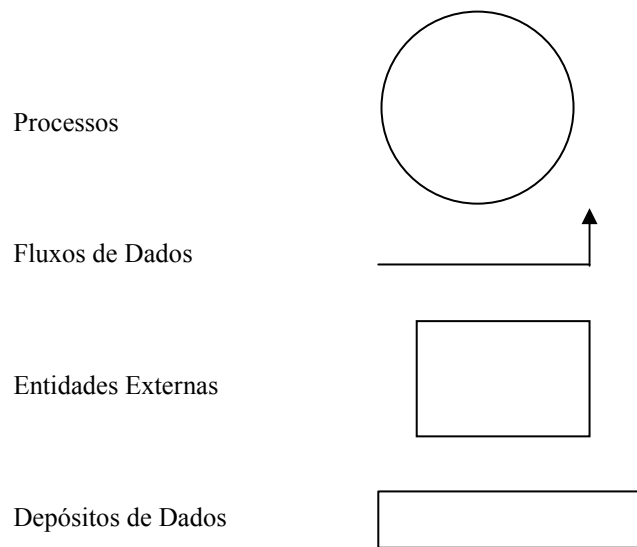 Processos
Fluxos de Dados
Entidades Externas
Depósitos de Dados